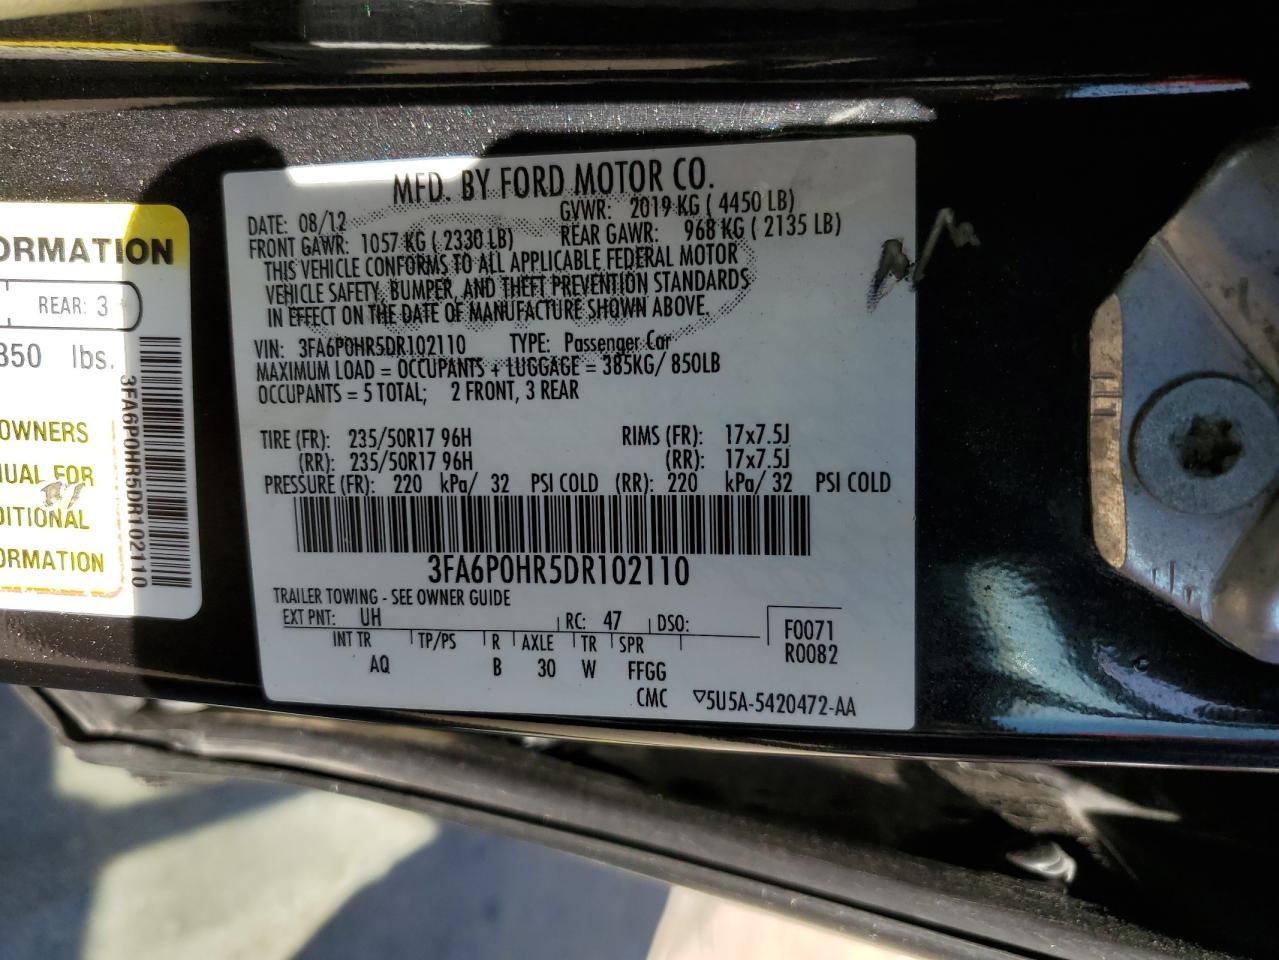 ORMATION
REAR: 3
850 lbs.
OWNERS
UAL FOR
DITIONAL
ORMATION
3FA6P0HR5DR102110
MFD. BY FORD MOTOR CO.
DATE: 08/12 GVWR: 2019 KG ( 4450 LB)
FRONT GAWR: 1057 KG ( 2330 LB) REAR GAWR: 968 KG ( 2135 LB)
THIS VEHICLE CONFORMS TO ALL APPLICABLE FEDERAL MOTOR
VEHICLE SAFETY, BUMPER, AND THEFT PREVENTION STANDARDS
IN EFFECT ON THE DATE OF MANUFACTURE SHOWN ABOVE.
VIN: 3FA6P0HR5DR102110 TYPE: Passenger Car
MAXIMUM LOAD = OCCUPANTS + LUGGAGE = 385KG/ 850LB
OCCUPANTS = 5 TOTAL; 2 FRONT, 3 REAR
TIRE (FR): 235/50R17 96H RIMS (FR): 17x7.5J
(RR): 235/50R17 96H (RR): 17x7.5J
PRESSURE (FR): 220 kPa/ 32 PSI COLD (RR): 220 kPa/ 32 PSI COLD
3FA6P0HR5DR102110
TRAILER TOWING - SEE OWNER GUIDE
EXT PNT: UH RC: 47 DSO: F0071
INT TR TP/PS R AXLE TR SPR R0082
AQ B 30 W FFGG
CMC ▽5U5A-5420472-AA